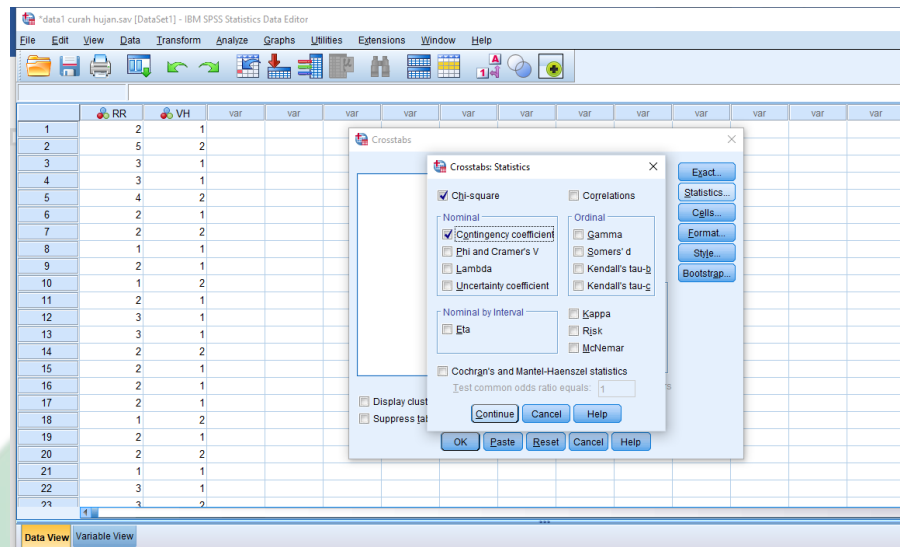 *data1 curah hujan.sav [DataSet1] - IBM SPSS Statistics Data Editor
File Edit View Data Transform Analyze Graphs Utilities Extensions Window Help
RR VH var var var var var var var var var var var var
1 2 1
2 5 2
3 3 1
4 3 1
5 4 2
6 2 1
7 2 2
8 1 1
9 2 1
10 1 2
11 2 1
12 3 1
13 3 1
14 2 2
15 2 1
16 2 1
17 2 1
18 1 2
19 2 1
20 2 2
21 1 1
22 3 1
23 3 2
Crosstabs
Exact...
Statistics...
Cells...
Format...
Style...
Bootstrap...
Display clust
Suppress tab
OK Paste Reset Cancel Help
Crosstabs: Statistics
Chi-square Correlations
Nominal Ordinal
Contingency coefficient Gamma
Phi and Cramer's V Somers' d
Lambda Kendall's tau-b
Uncertainty coefficient Kendall's tau-c
Nominal by Interval Kappa
Eta Risk
McNemar
Cochran's and Mantel-Haenszel statistics
Test common odds ratio equals: 1
Continue Cancel Help
Data View Variable View